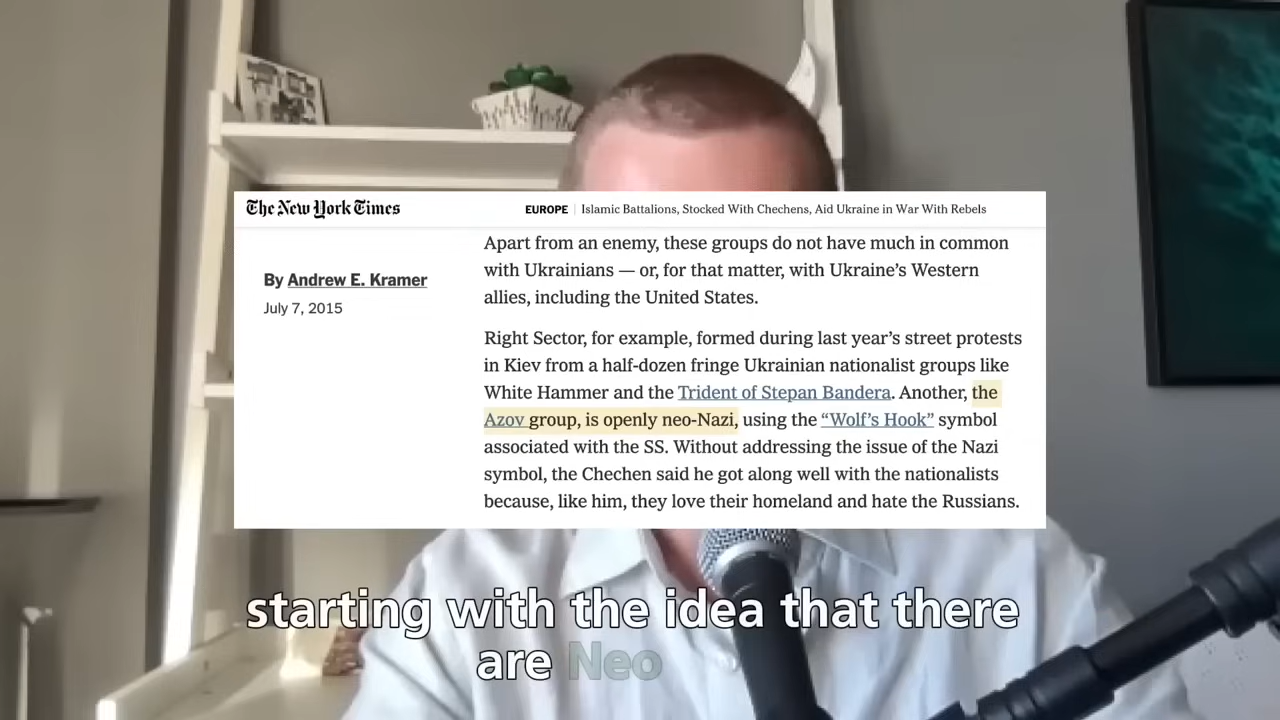 The New York Times
EUROPE | Islamic Battalions, Stocked With Chechens, Aid Ukraine in War With Rebels
By Andrew E. Kramer
July 7, 2015
Apart from an enemy, these groups do not have much in common
with Ukrainians — or, for that matter, with Ukraine’s Western
allies, including the United States.
Right Sector, for example, formed during last year’s street protests
in Kiev from a half-dozen fringe Ukrainian nationalist groups like
White Hammer and the Trident of Stepan Bandera. Another, the
Azov group, is openly neo-Nazi, using the “Wolf’s Hook” symbol
associated with the SS. Without addressing the issue of the Nazi
symbol, the Chechen said he got along well with the nationalists
because, like him, they love their homeland and hate the Russians.
starting with the idea that there
are Neo